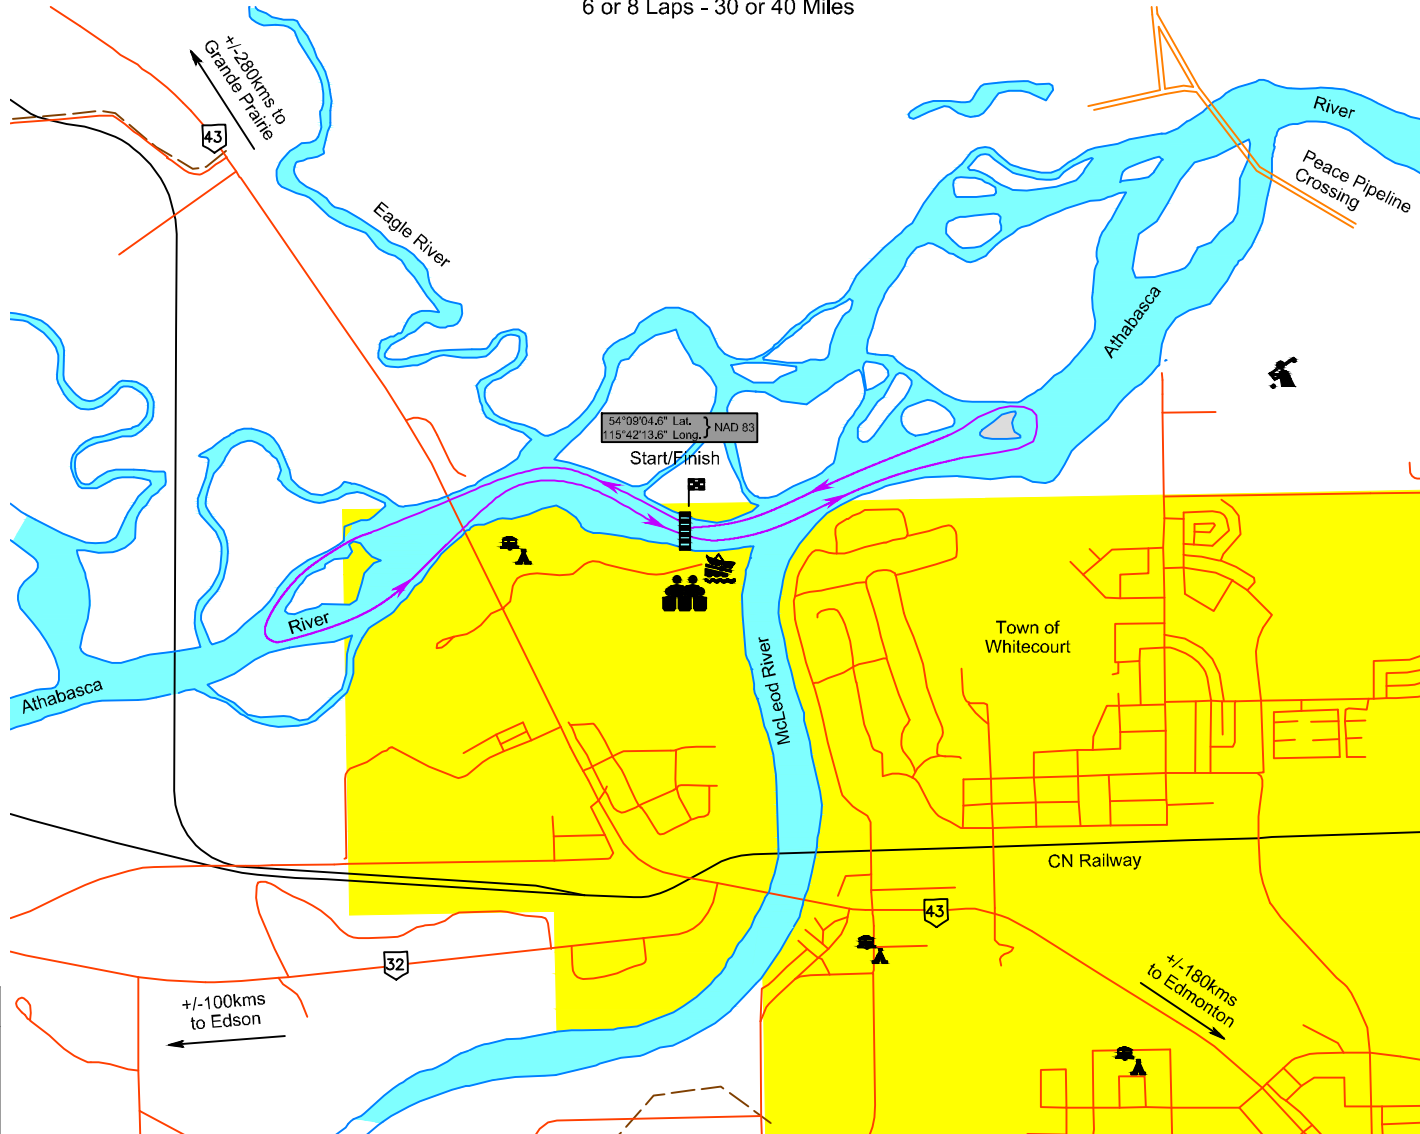 6 or 8 Laps - 30 or 40 Miles
+/-280kms to
Grande Prairie
43
River
Peace Pipeline
Crossing
Eagle River
Athabasca
54°09'04.6" Lat.
115°42'13.6" Long.
} NAD 83
Start/Finish
River
Town of
Whitecourt
McLeod River
Athabasca
CN Railway
43
32
+/-100kms
to Edson
+/-180kms
to Edmonton